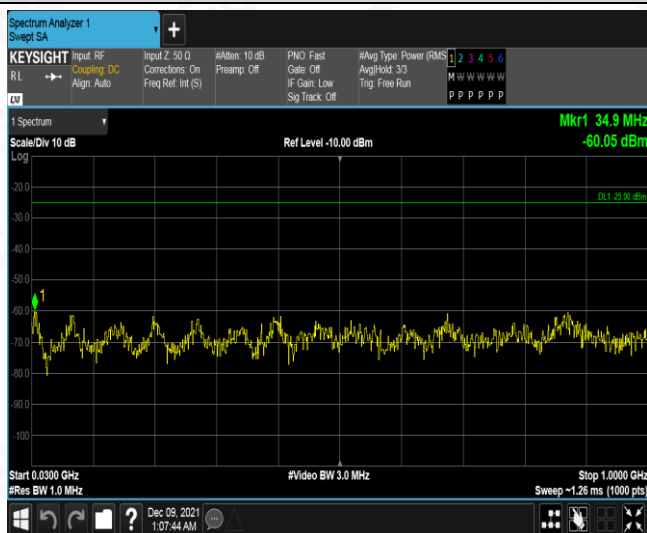 Spectrum Analyzer 1
Swept SA
+
KEYSIGHT
RL
LXI
Input: RF
Coupling: DC
Align: Auto
Input Z: 50 Ω
Corrections: On
Freq Ref: Int (S)
#Atten: 10 dB
Preamp: Off
PNO: Fast
Gate: Off
IF Gain: Low
Sig Track: Off
#Avg Type: Power (RMS
Avg|Hold: 3/3
Trig: Free Run
1 2 3 4 5 6
M W W W W W
P P P P P P
1 Spectrum
Mkr1 34.9 MHz
Scale/Div 10 dB
Ref Level -10.00 dBm
-60.05 dBm
Log
DL1 -25.00 dBm
-20.0
-30.0
-40.0
-50.0
1
-60.0
-70.0
-80.0
-90.0
-100
Start 0.0300 GHz
#Video BW 3.0 MHz
Stop 1.0000 GHz
#Res BW 1.0 MHz
Sweep ~1.26 ms (1000 pts)
?
Dec 09, 2021
1:07:44 AM